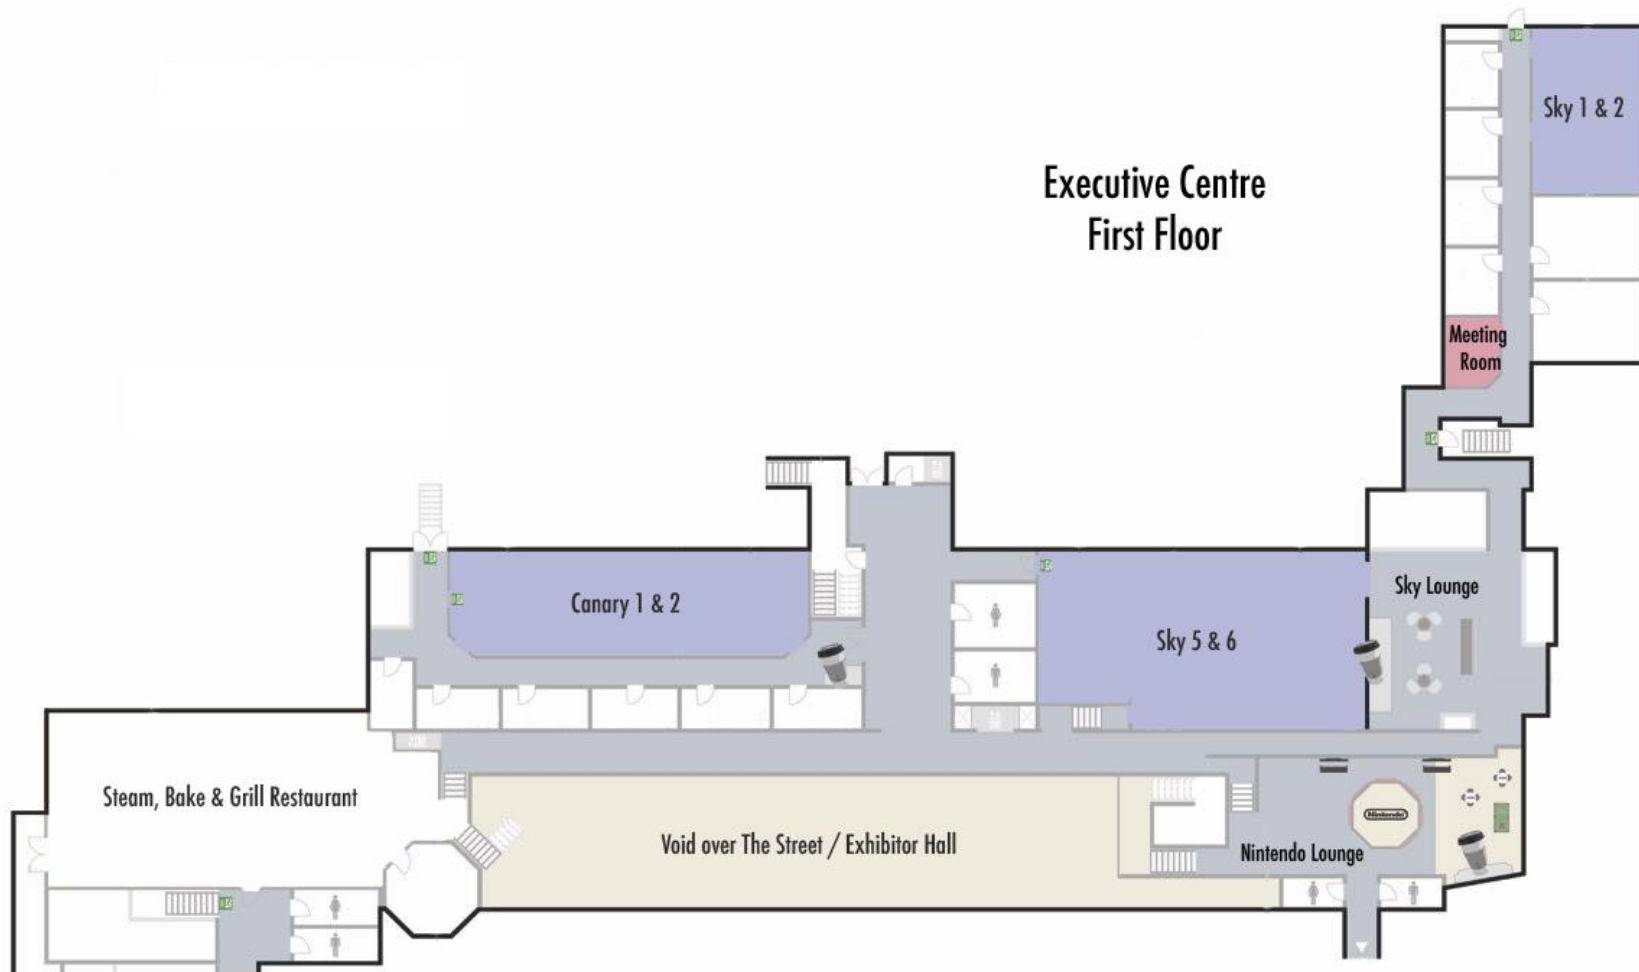 Sky 1 & 2
Executive Centre
First Floor
Meeting
Room
Canary 1 & 2
Sky 5 & 6
Sky Lounge
Steam, Bake & Grill Restaurant
Void over The Street / Exhibitor Hall
Nintendo
Nintendo Lounge